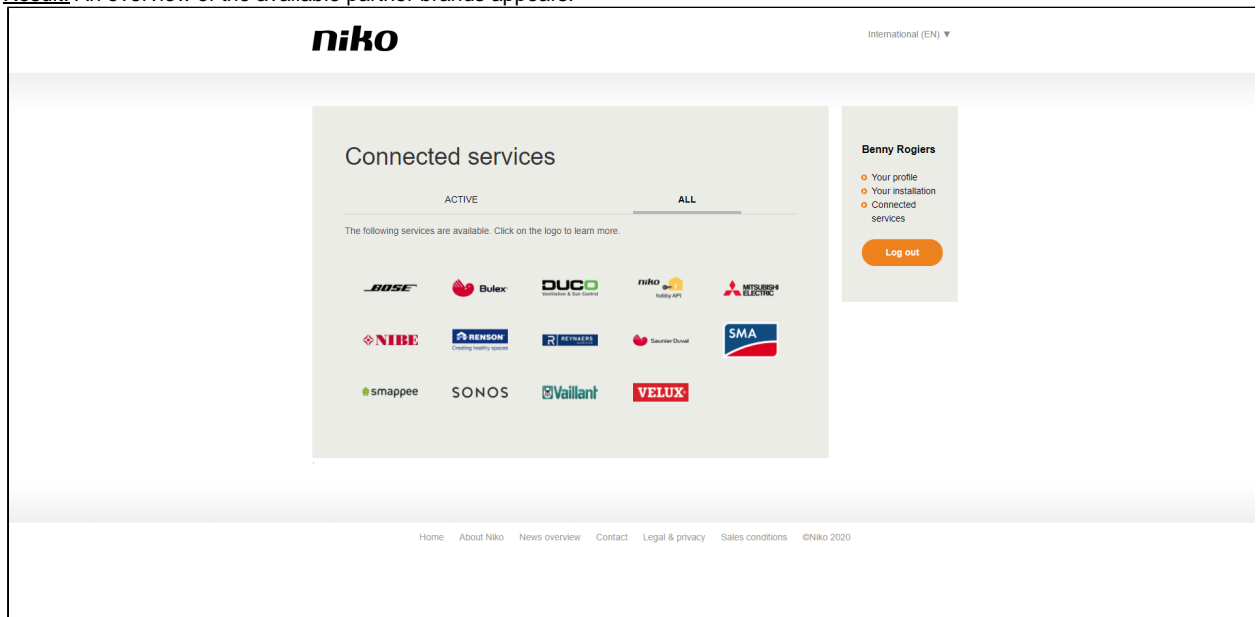 Result: An overview of the available partner brands appears.
niko
International (EN) ▼
Connected services
ACTIVE
ALL
The following services are available. Click on the logo to learn more.
BOSE
Bulex
DUCO
Ventilation & Sun Control
niko
hobby API
MITSUBISHI
ELECTRIC
NIBE
RENSON
Creating healthy spaces
REYNAERS
Saunier Duval
SMA
smappee
SONOS
Vaillant
VELUX
Benny Rogiers
Your profile
Your installation
Connected
services
Log out
Home About Niko News overview Contact Legal & privacy Sales conditions ©Niko 2020